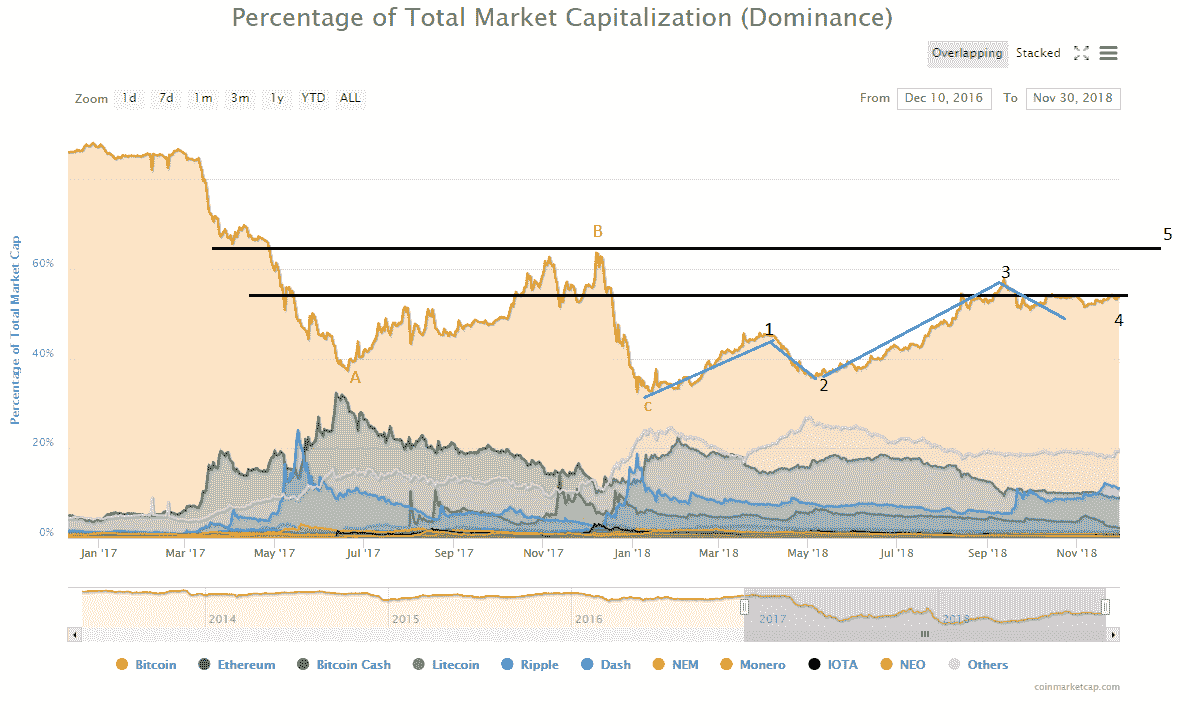 Percentage of Total Market Capitalization (Dominance)
Overlapping Stacked
Zoom 1d 7d 1m 3m 1y YTD ALL From Dec 10, 2016 To Nov 30, 2018
Percentage of Total Market Cap
60%
40%
20%
0%
B
5
3
4
1
A
2
C
Jan '17 Mar '17 May '17 Jul '17 Sep '17 Nov '17 Jan '18 Mar '18 May '18 Jul '18 Sep '18 Nov '18
2014 2015 2016 2017 2018
Bitcoin Ethereum Bitcoin Cash Litecoin Ripple Dash NEM Monero IOTA NEO Others
coinmarketcap.com